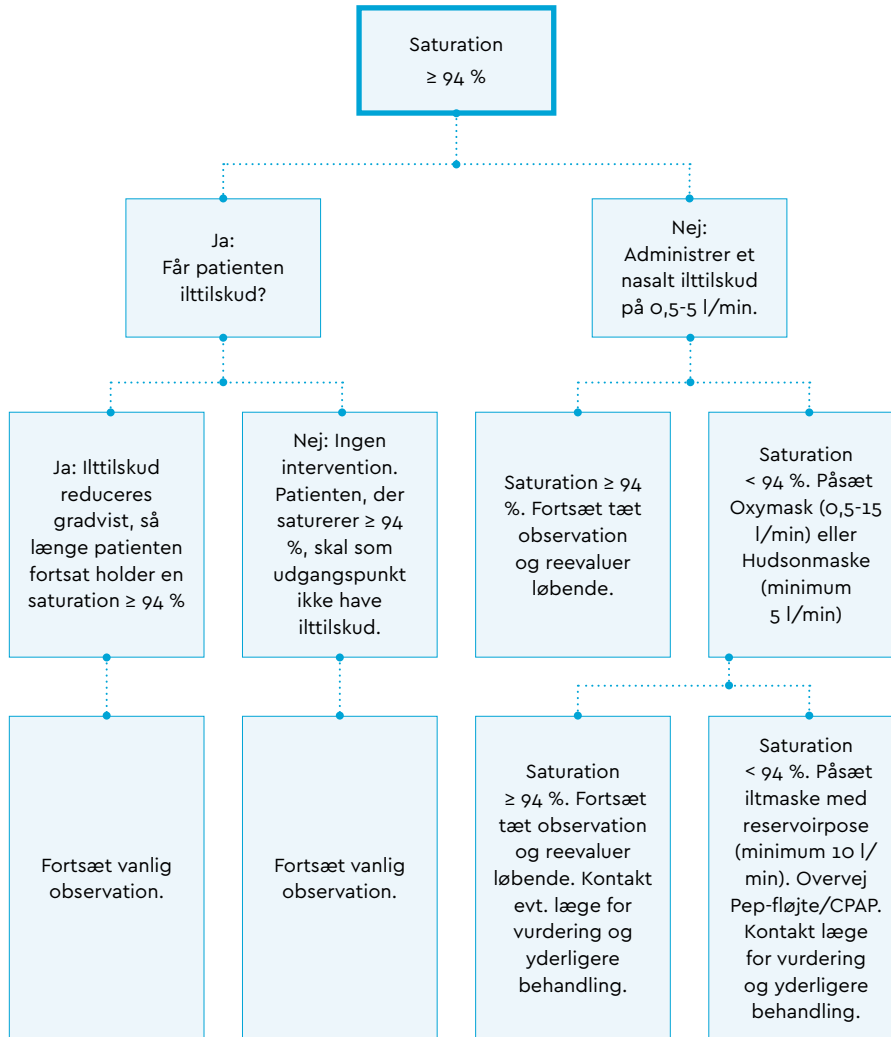 Saturation
≥ 94 %
Ja:
Får patienten
ilttilskud?
Nej:
Administrer et
nasalt ilttilskud
på 0,5-5 l/min.
Ja: Ilttilskud
reduceres
gradvist, så
længe patienten
fortsat holder en
saturation ≥ 94 %
Nej: Ingen
intervention.
Patienten, der
saturerer ≥ 94
%, skal som
udgangspunkt
ikke have
ilttilskud.
Saturation ≥ 94
%. Fortsæt tæt
observation
og reevaluer
løbende.
Saturation
< 94 %. Påsæt
Oxymask (0,5-15
l/min) eller
Hudsonmaske
(minimum
5 l/min)
Fortsæt vanlig
observation.
Fortsæt vanlig
observation.
Saturation
≥ 94 %. Fortsæt
tæt observation
og reevaluer
løbende. Kontakt
evt. læge for
vurdering og
yderligere
behandling.
Saturation
< 94 %. Påsæt
iltmaske med
reservoirpose
(minimum 10 l/
min). Overvej
Pep-fløjte/CPAP.
Kontakt læge
for vurdering
og yderligere
behandling.